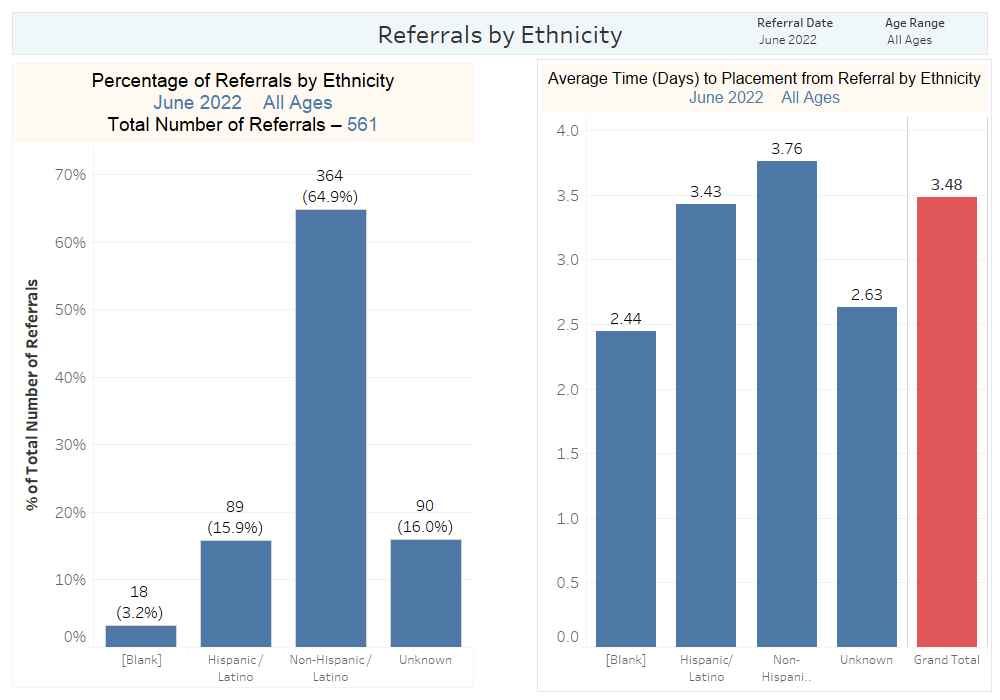 Referrals by Ethnicity
Referral Date
June 2022
Age Range
All Ages
Percentage of Referrals by Ethnicity
June 2022 All Ages
Total Number of Referrals – 561
% of Total Number of Referrals
70%
60%
50%
40%
30%
20%
10%
0%
18
(3.2%)
89
(15.9%)
364
(64.9%)
90
(16.0%)
[Blank]
Hispanic/
Latino
Non-Hispanic/
Latino
Unknown
Average Time (Days) to Placement from Referral by Ethnicity
June 2022 All Ages
4.0
3.5
3.0
2.5
2.0
1.5
1.0
0.5
0.0
2.44
3.43
3.76
2.63
3.48
[Blank]
Hispanic/
Latino
Non-
Hispani..
Unknown
Grand Total